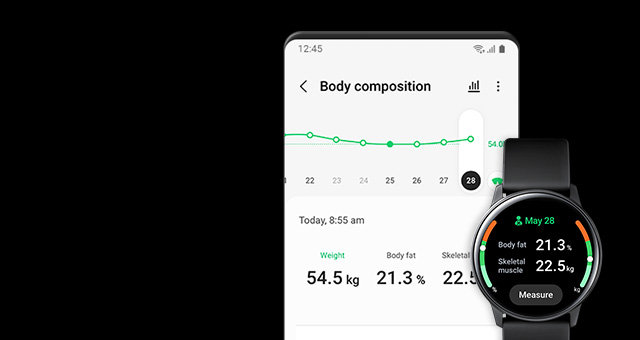 12:45
Body composition
54.0
22 23 24 25 26 27 28
Today, 8:55 am
Weight Body fat Skeletal
54.5 kg 21.3 % 22.5
May 28
Body fat 21.3 %
Skeletal
muscle 22.5 kg
% kg
Measure